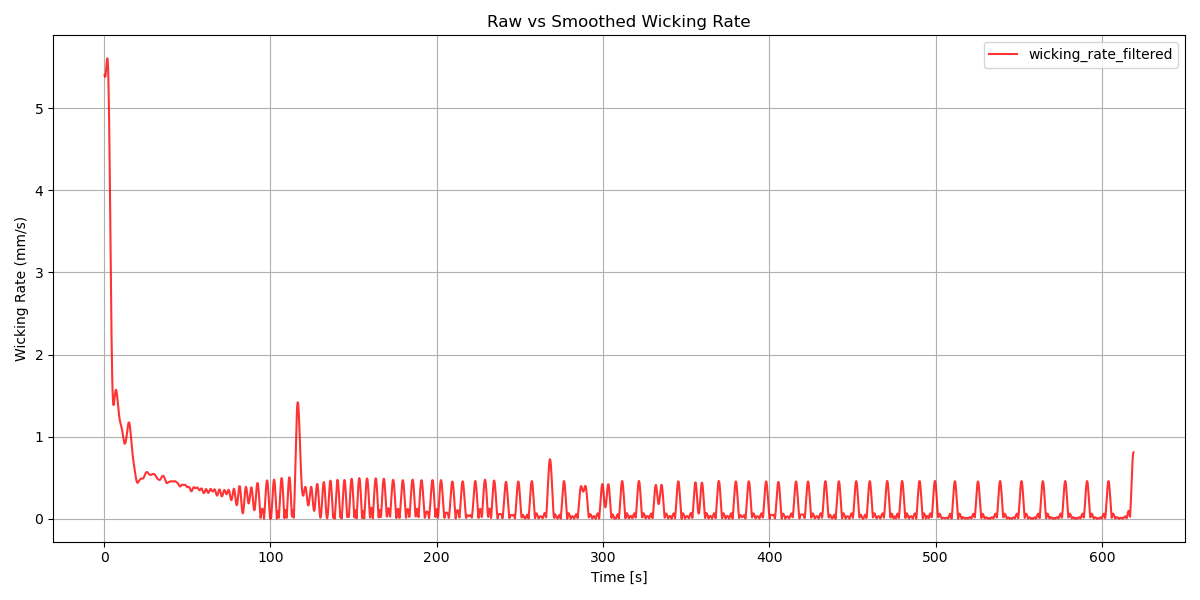 Raw vs Smoothed Wicking Rate
wicking_rate_filtered
Wicking Rate (mm/s)
5
4
3
2
1
0
0 100 200 300 400 500 600
Time [s]